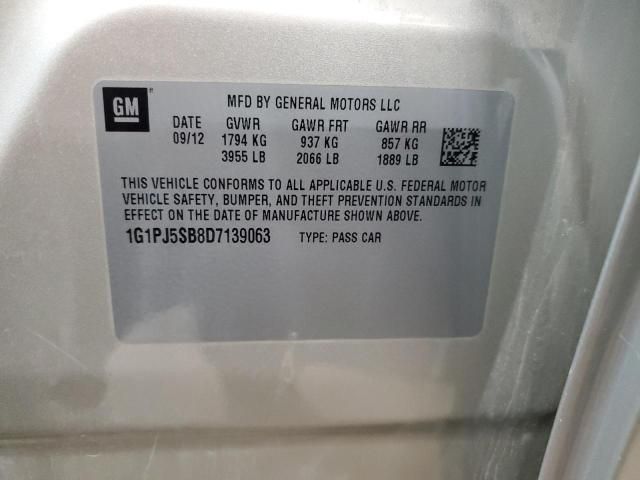 GM
MFD BY GENERAL MOTORS LLC
DATE GVWR GAWR FRT GAWR RR
09/12 1794 KG 937 KG 857 KG
3955 LB 2066 LB 1889 LB
THIS VEHICLE CONFORMS TO ALL APPLICABLE U.S. FEDERAL MOTOR
VEHICLE SAFETY, BUMPER, AND THEFT PREVENTION STANDARDS IN
EFFECT ON THE DATE OF MANUFACTURE SHOWN ABOVE.
1G1PJ5SB8D7139063 TYPE: PASS CAR